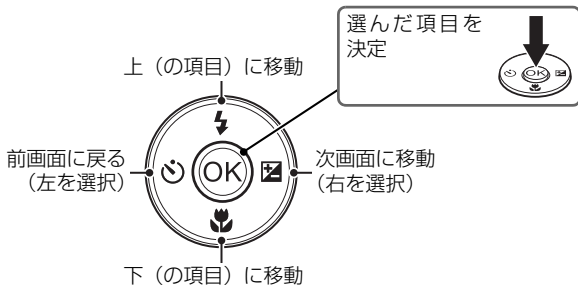 選んだ項目を
決定
OK
上（の項目）に移動
前画面に戻る
（左を選択）
OK
次画面に移動
（右を選択）
下（の項目）に移動